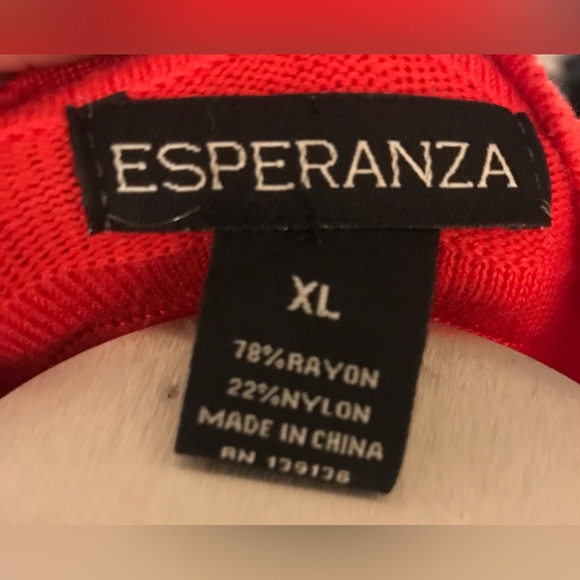 ESPERANZA
XL
78%RAYON
22%NYLON
MADE IN CHINA
RN 139136